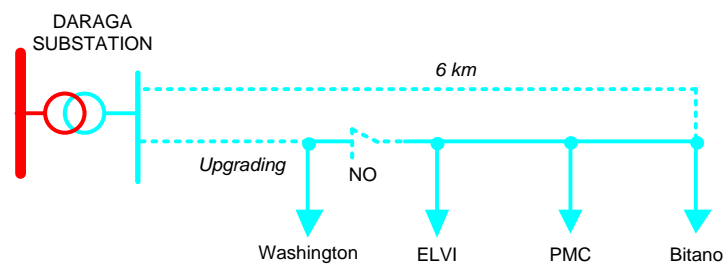 DARAGA
SUBSTATION
6 km
Upgrading
NO
Washington
ELVI
PMC
Bitano